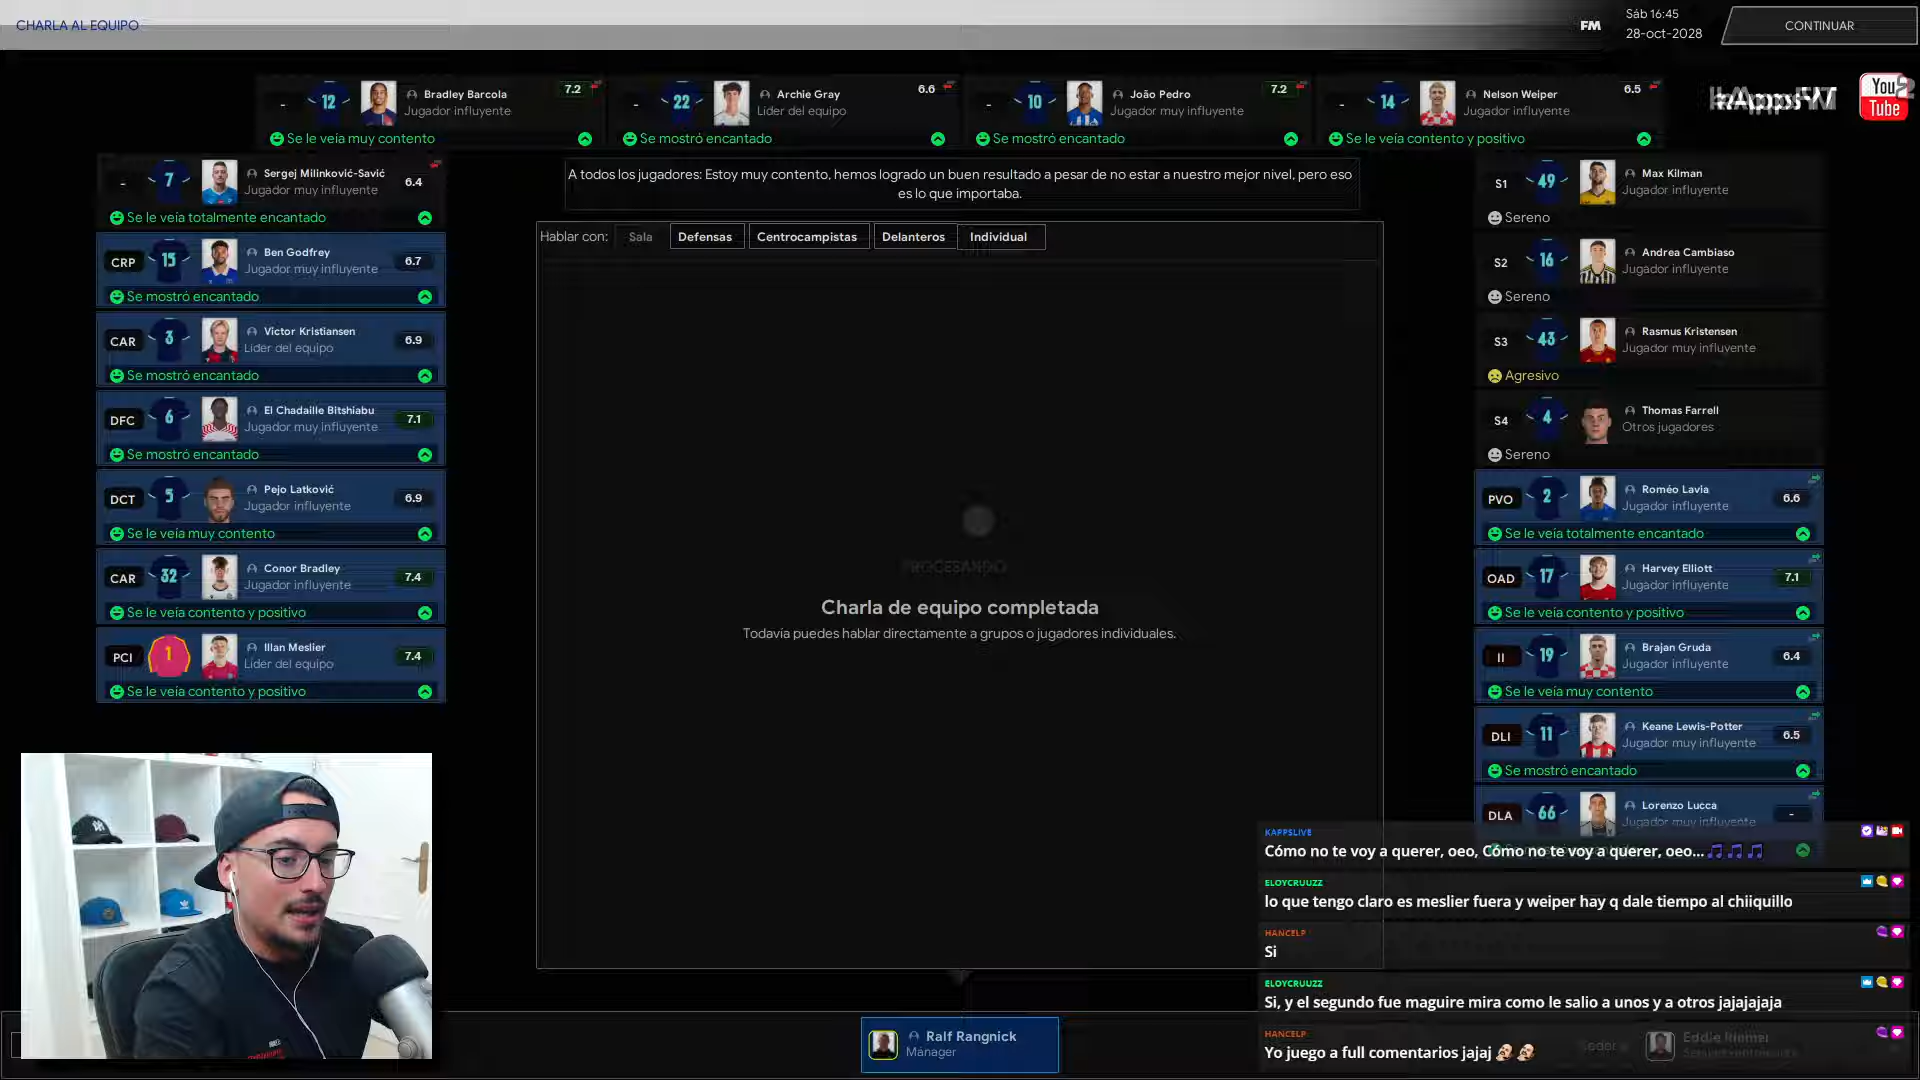 CHARLA AL EQUIPO
FM
Sáb 16:45
28-oct-2028
CONTINUAR
- 12 Bradley Barcola 7.2
Jugador influyente
Se le veía muy contento
- 22 Archie Gray 6.6
Líder del equipo
Se mostró encantado
- 10 João Pedro 7.2
Jugador muy influyente
Se mostró encantado
- 14 Nelson Weiper 6.5
Jugador influyente
Se le veía contento y positivo
You
Tube
- 7 Sergej Milinković-Savić 6.4
Jugador muy influyente
Se le veía totalmente encantado
CRP 15 Ben Godfrey 6.7
Jugador muy influyente
Se mostró encantado
CAR 3 Victor Kristiansen 6.9
Líder del equipo
Se mostró encantado
DFC 6 El Chadaille Bitshiabu 7.1
Jugador muy influyente
Se mostró encantado
DCT 5 Pejo Latković 6.9
Jugador influyente
Se le veía muy contento
CAR 32 Conor Bradley 7.4
Jugador influyente
Se le veía contento y positivo
PCI 1 Illan Meslier 7.4
Líder del equipo
Se le veía contento y positivo
A todos los jugadores: Estoy muy contento, hemos logrado un buen resultado a pesar de no estar a nuestro mejor nivel, pero eso
es lo que importaba.
Hablar con: Sala Defensas Centrocampistas Delanteros Individual
PROCESANDO
Charla de equipo completada
Todavía puedes hablar directamente a grupos o jugadores individuales.
S1 49 Max Kilman
Jugador influyente
Sereno
S2 16 Andrea Cambiaso
Jugador influyente
Sereno
S3 43 Rasmus Kristensen
Jugador muy influyente
Agresivo
S4 4 Thomas Farrell
Otros jugadores
Sereno
PVO 2 Roméo Lavia 6.6
Jugador influyente
Se le veía totalmente encantado
OAD 17 Harvey Elliott 7.1
Jugador influyente
Se le veía contento y positivo
II 19 Brajan Gruda 6.4
Jugador influyente
Se le veía muy contento
DLI 11 Keane Lewis-Potter 6.5
Jugador muy influyente
Se mostró encantado
DLA 66 Lorenzo Lucca -
Jugador muy influyente
KAPPSLIVE
Cómo no te voy a querer, oeo, Cómo no te voy a querer, oeo...
ELOYCRUUZZ
lo que tengo claro es meslier fuera y weiper hay q dale tiempo al chiiquillo
HANCELP
Si
ELOYCRUUZZ
Si, y el segundo fue maguire mira como le salio a unos y a otros jajajajaja
HANCELP
Yo juego a full comentarios jajaj
Ralf Rangnick
Mánager